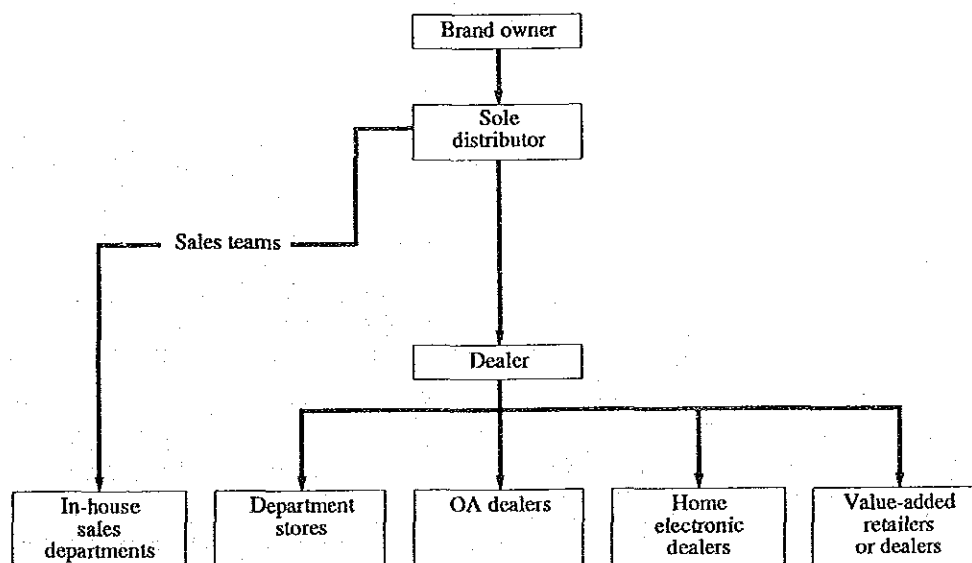 Brand owner
Sole
distributor
Sales teams
Dealer
In-house
sales
departments
Department
stores
OA dealers
Home
electronic
dealers
Value-added
retailers
or dealers